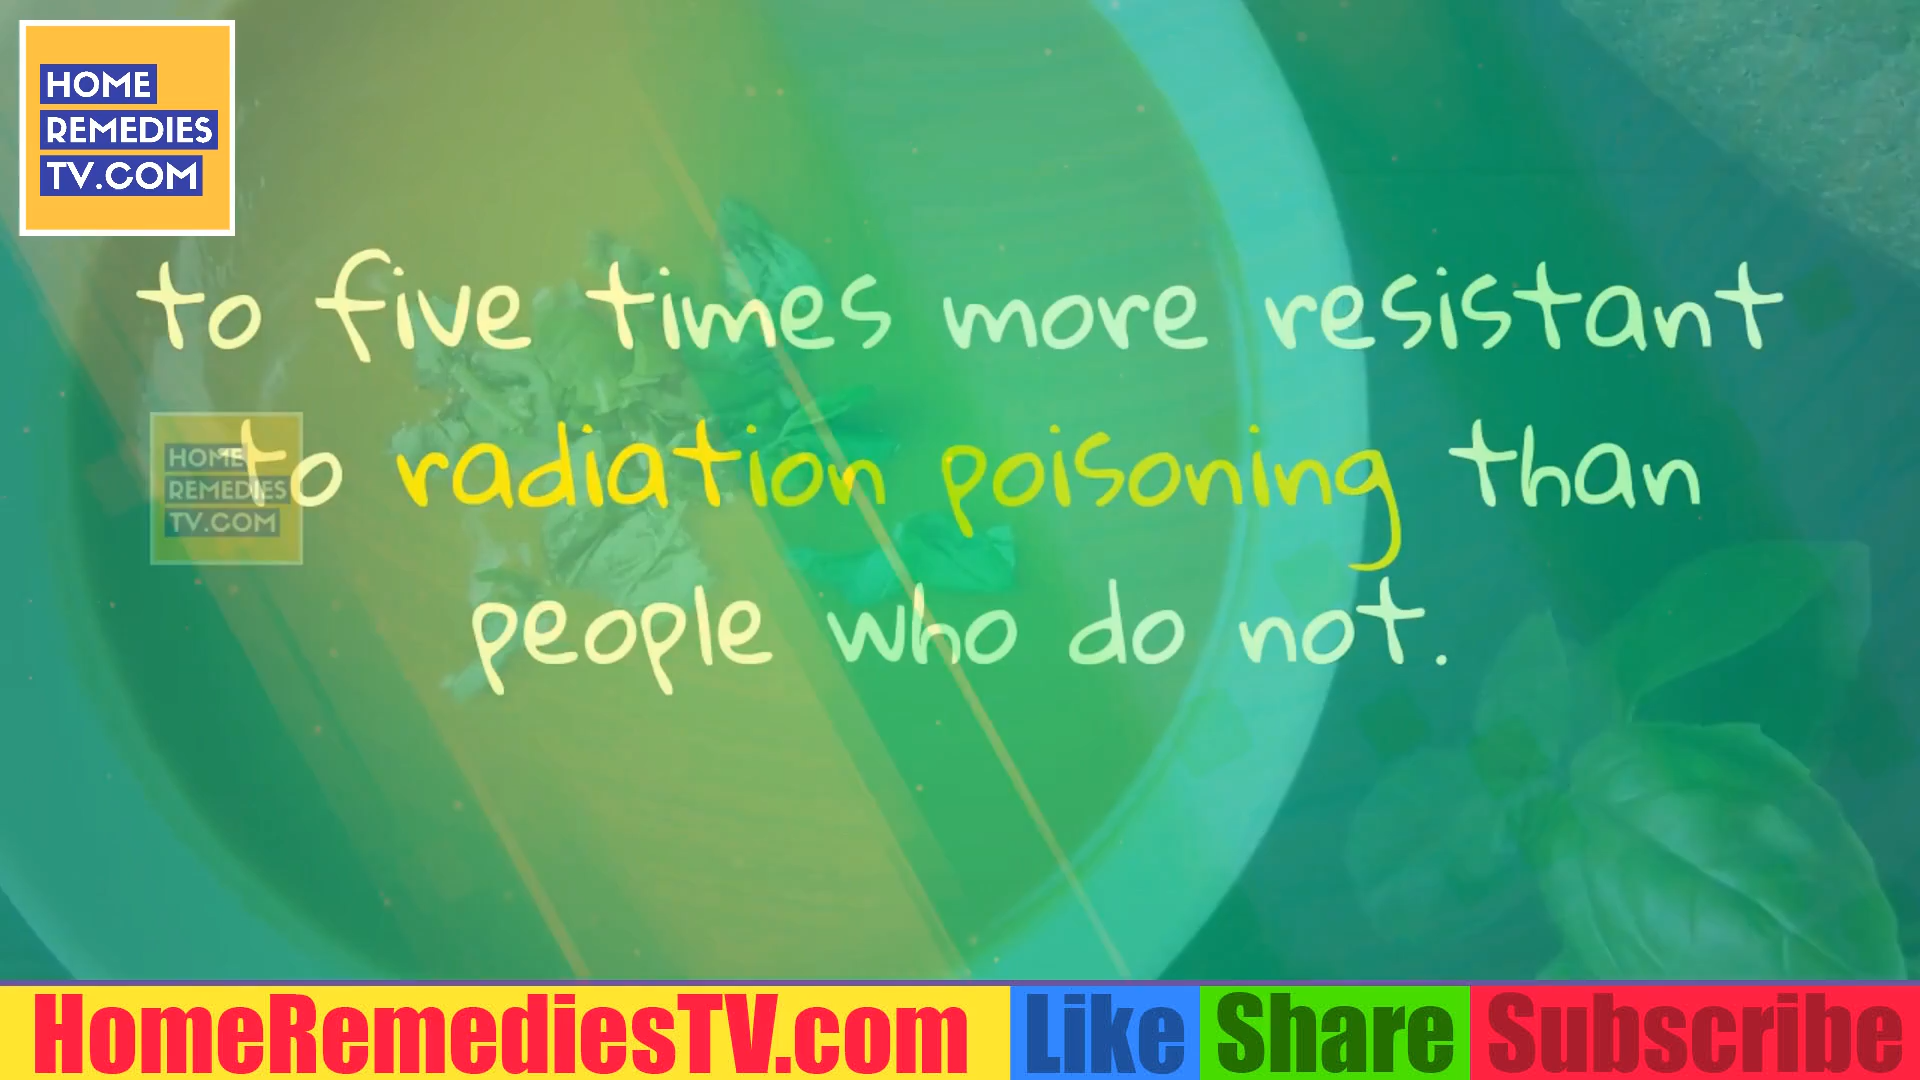 HOME
REMEDIES
TV.COM
to five times more resistant
to radiation poisoning than
people who do not.
HOME
REMEDIES
TV.COM
HomeRemediesTV.com Like Share Subscribe